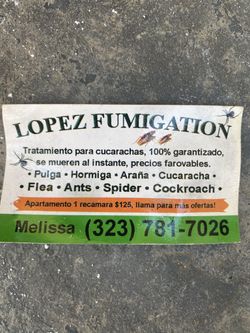 LOPEZ FUMIGATION
Tratamiento para cucarachas, 100% garantizado,
se mueren al instante, precios farovables.
• Pulga • Hormiga • Araña • Cucaracha •
• Flea • Ants • Spider • Cockroach •
Apartamento 1 recamara $125, llama para más ofertas!
Melissa (323) 781-7026